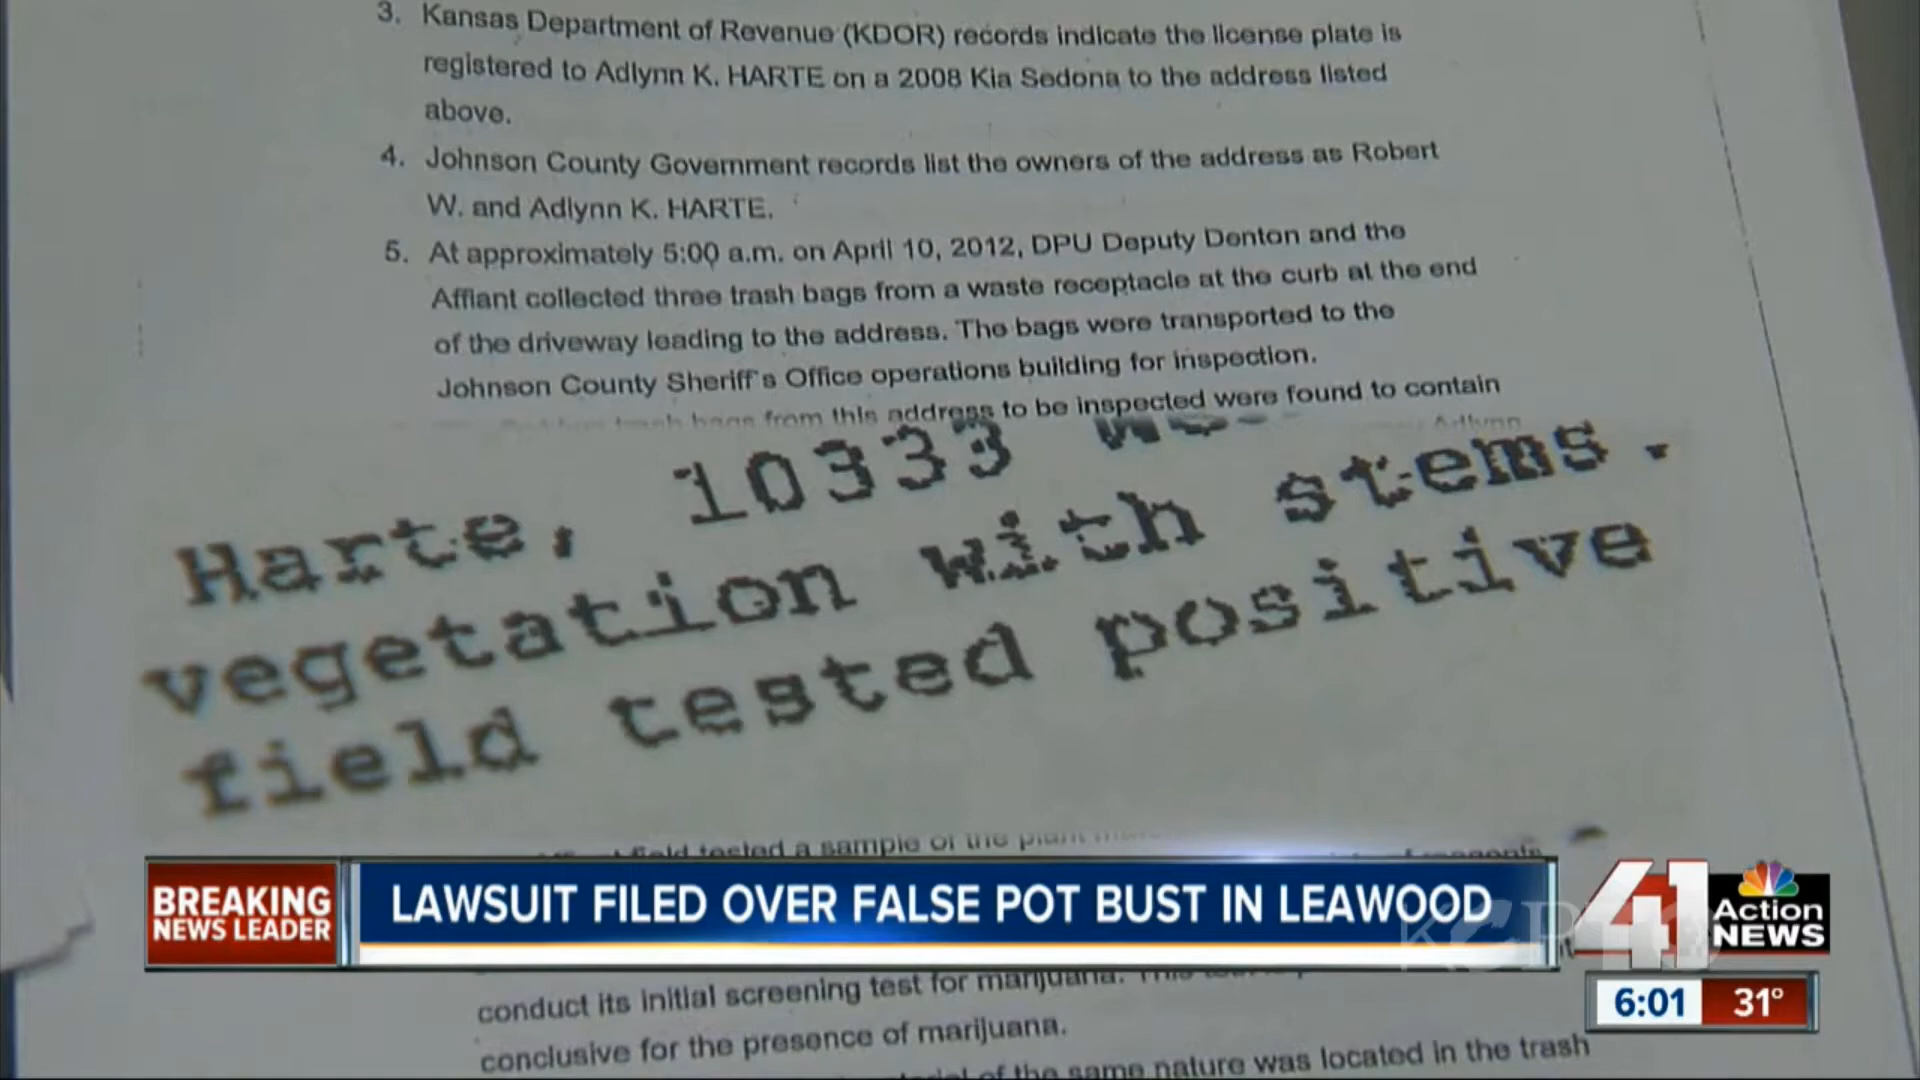 3. Kansas Department of Revenue (KDOR) records indicate the license plate is
registered to Adlynn K. HARTE on a 2008 Kia Sedona to the address listed
above.
4. Johnson County Government records list the owners of the address as Robert
W. and Adlynn K. HARTE.
5. At approximately 5:00 a.m. on April 10, 2012, DPU Deputy Denton and the
Affiant collected three trash bags from a waste receptacle at the curb at the end
of the driveway leading to the address. The bags were transported to the
Johnson County Sheriff's Office operations building for inspection.
trash bags from this address to be inspected were found to contain
Adlynn
Harte, 10333
vegetation with stems.
field tested positive
field tested a sample of the plant
BREAKING
NEWS LEADER
LAWSUIT FILED OVER FALSE POT BUST IN LEAWOOD
41
Action
NEWS
conduct its initial screening test for marijuana. This
conclusive for the presence of marijuana.
of the same nature was located in the trash
6:01 31°